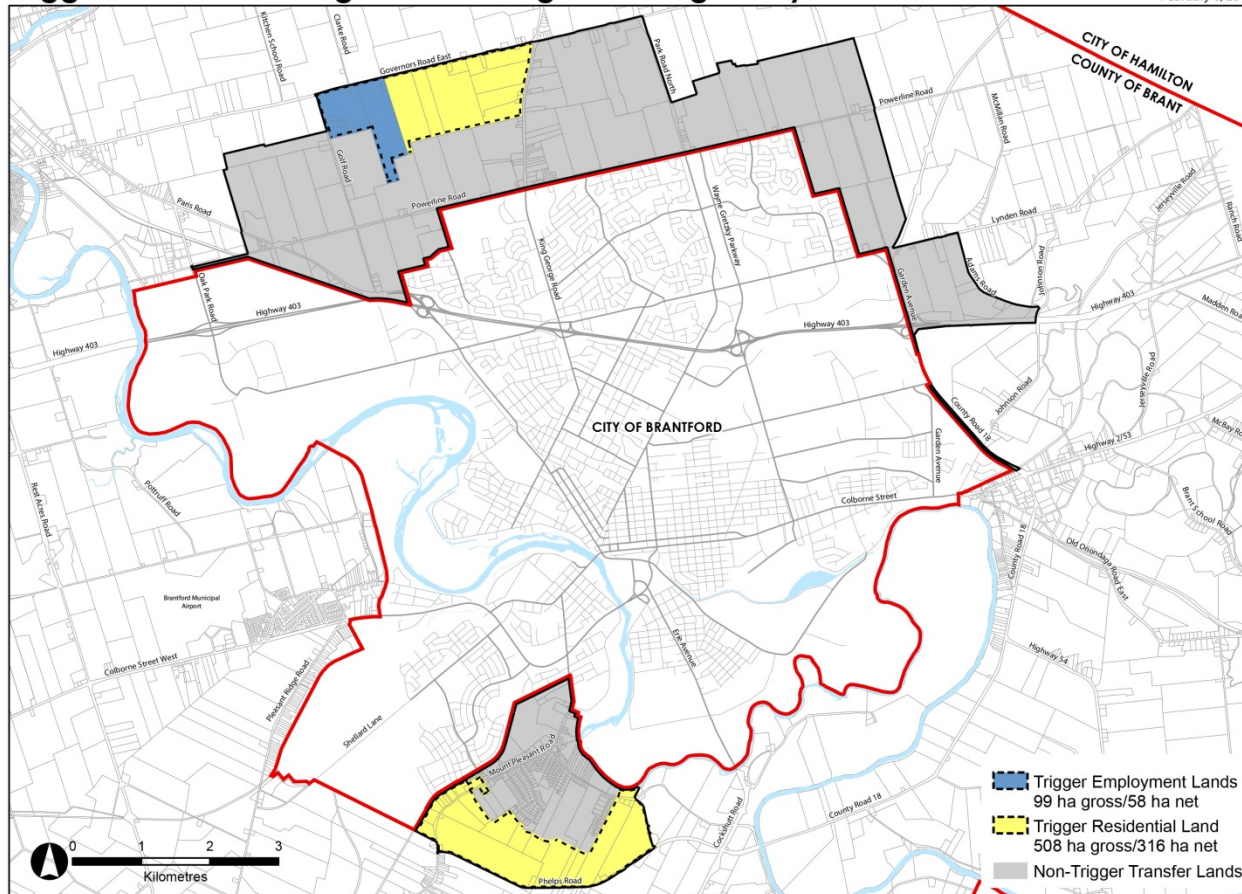 Kitchen School Road
Clarke Road
Governors Road East
Park Road North
CITY OF HAMILTON
COUNTY OF BRANT
Powerline Road
McMillan Road
Golf Road
Paris Road
Powerline Road
Wayne Gretzky Parkway
King George Road
Jerseyville Road
Ranch Road
Lynden Road
Oak Park Road
Adams Road
Johnson Road
Garden Avenue
Highway 403
Highway 403
Highway 403
Highway 403
Madden Road
Johnson Road
Jerseyville Road
County Road 18
CITY OF BRANTFORD
Garden Avenue
Highway 2/53
McBay Ro
Rest Acres Road
Pottruff Road
Colborne Street
Brant School Road
County Road 18
Old Onondaga Road East
Brantford Municipal
Airport
Erie Avenue
Colborne Street West
Highway 54
Pleasant Ridge Road
Shellard Lane
Mount Pleasant Road
Cockshutt Road
County Road 18
Phelps Road
Trigger Employment Lands
99 ha gross/58 ha net
Trigger Residential Land
508 ha gross/316 ha net
Non-Trigger Transfer Lands
0 1 2 3
Kilometres